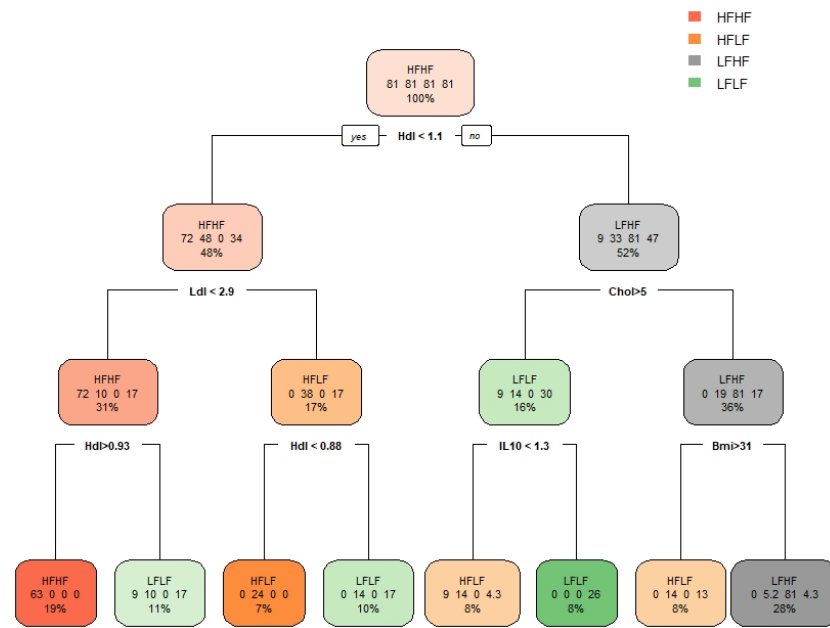 HFHF
HFLF
LFHF
LFLF
HFHF
81 81 81 81
100%
yes Hdl < 1.1 no
HFHF
72 48 0 34
48%
LFHF
9 33 81 47
52%
Ldl < 2.9
Chol>5
HFHF
72 10 0 17
31%
HFLF
0 38 0 17
17%
LFLF
9 14 0 30
16%
LFHF
0 19 81 17
36%
Hdl>0.93
Hdl < 0.88
IL10 < 1.3
Bmi>31
HFHF
63 0 0 0
19%
LFLF
9 10 0 17
11%
HFLF
0 24 0 0
7%
LFLF
0 14 0 17
10%
HFLF
9 14 0 4.3
8%
LFLF
0 0 0 26
8%
HFLF
0 14 0 13
8%
LFHF
0 5.2 81 4.3
28%